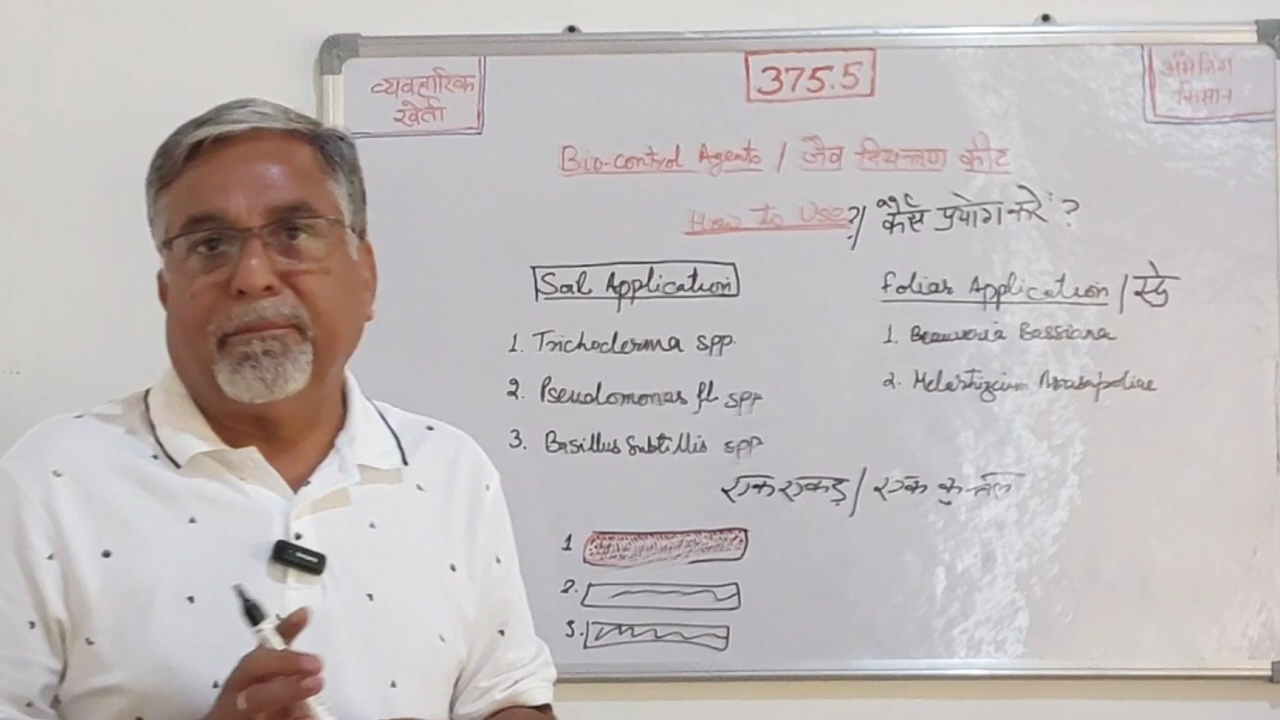 व्यवहारिक
खेती
375.5
अमेजिंग
किसान
Bio-control Agents / जैव नियन्त्रण कीट
How to Use? / कैसे प्रयोग करें ?
Soil Application
1. Trichoderma spp.
2. Pseudomonas fl spp
3. Basillus Subtillis spp
Foliar Application / स्प्रे
1. Beauveria Bassiana
2. Metarhizium
एक एकड़ / एक कुन्तल
1
2.
3.